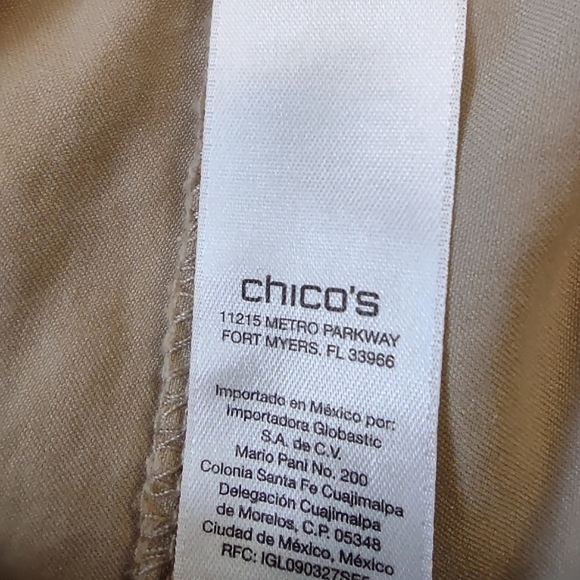 chico's
11215 METRO PARKWAY
FORT MYERS, FL 33966
Importado en México por:
Importadora Globastic
S.A. de C.V.
Mario Pani No. 200
Colonia Santa Fe Cuajimalpa
Delegación Cuajimalpa
de Morelos, C.P. 05348
Ciudad de México, México
RFC: